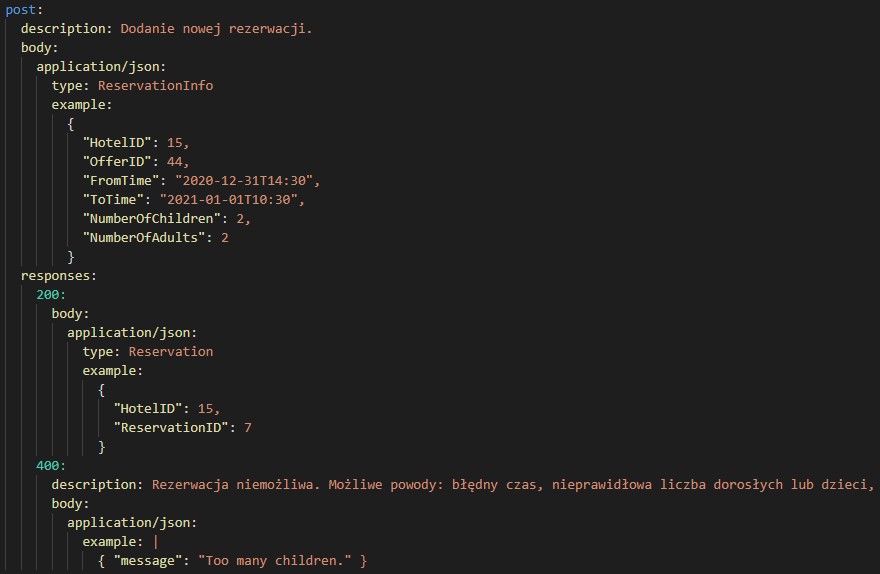 post:
description: Dodanie nowej rezerwacji.
body:
application/json:
type: ReservationInfo
example:
{
"HotelID": 15,
"OfferID": 44,
"FromTime": "2020-12-31T14:30",
"ToTime": "2021-01-01T10:30",
"NumberOfChildren": 2,
"NumberOfAdults": 2
}
responses:
200:
body:
application/json:
type: Reservation
example:
{
"HotelID": 15,
"ReservationID": 7
}
400:
description: Rezerwacja niemożliwa. Możliwe powody: błędny czas, nieprawidłowa liczba dorosłych lub dzieci,
body:
application/json:
example: |
{ "message": "Too many children." }